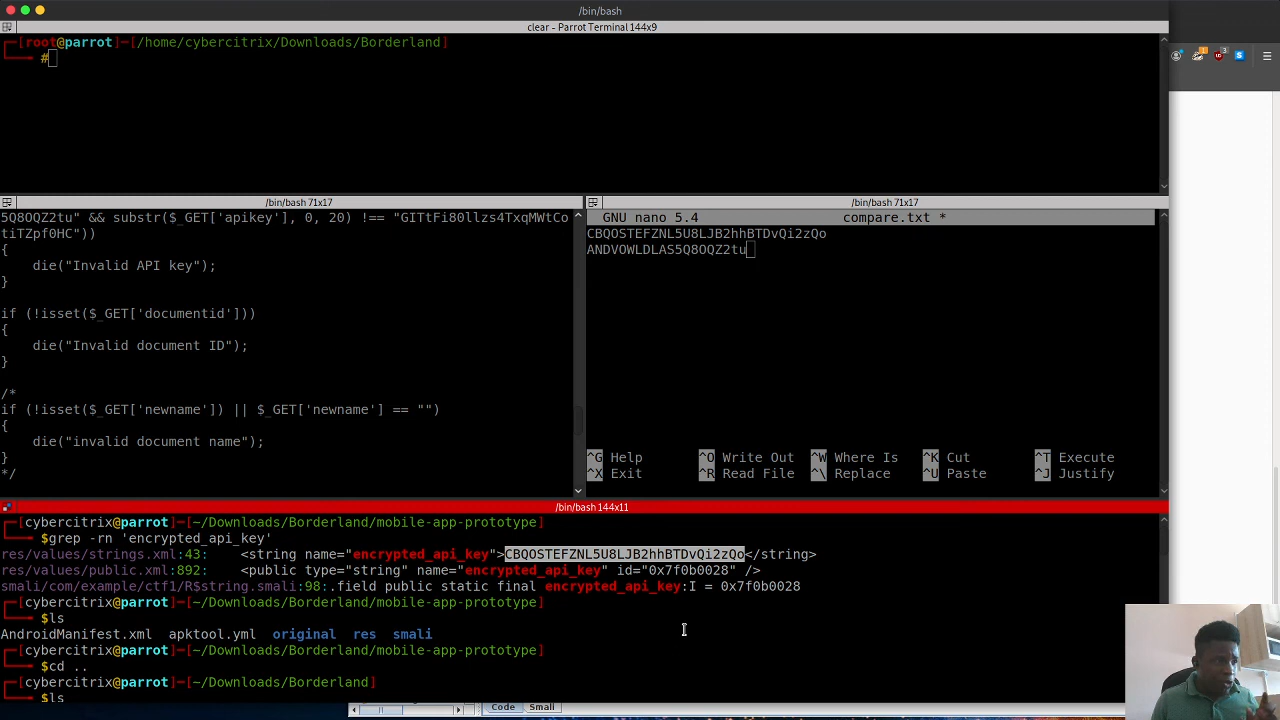 /bin/bash
clear - Parrot Terminal 144x9
┌─[root@parrot]─[/home/cybercitrix/Downloads/Borderland]
└──╼ #
/bin/bash 71x17
5Q8OQZ2tu" && substr($_GET['apikey'], 0, 20) !== "GITtFi80llzs4TxqMWtCo
tiTZpf0HC"))
{
    die("Invalid API key");
}
if (!isset($_GET['documentid']))
{
    die("Invalid document ID");
}
/*
if (!isset($_GET['newname']) || $_GET['newname'] == "")
{
    die("invalid document name");
}
*/
/bin/bash 71x17
GNU nano 5.4 compare.txt *
CBQOSTEFZNL5U8LJB2hhBTDvQi2zQo
ANDVOWLDLAS5Q8OQZ2tu
^G Help ^O Write Out ^W Where Is ^K Cut ^T Execute
^X Exit ^R Read File ^\ Replace ^U Paste ^J Justify
/bin/bash 144x11
┌─[cybercitrix@parrot]─[~/Downloads/Borderland/mobile-app-prototype]
└──╼ $grep -rn 'encrypted_api_key'
res/values/strings.xml:43:    <string name="encrypted_api_key">CBQOSTEFZNL5U8LJB2hhBTDvQi2zQo</string>
res/values/public.xml:892:    <public type="string" name="encrypted_api_key" id="0x7f0b0028" />
smali/com/example/ctf1/R$string.smali:98:.field public static final encrypted_api_key:I = 0x7f0b0028
┌─[cybercitrix@parrot]─[~/Downloads/Borderland/mobile-app-prototype]
└──╼ $ls
AndroidManifest.xml  apktool.yml  original  res  smali
┌─[cybercitrix@parrot]─[~/Downloads/Borderland/mobile-app-prototype]
└──╼ $cd ..
┌─[cybercitrix@parrot]─[~/Downloads/Borderland]
└──╼ $ls
Code Smali